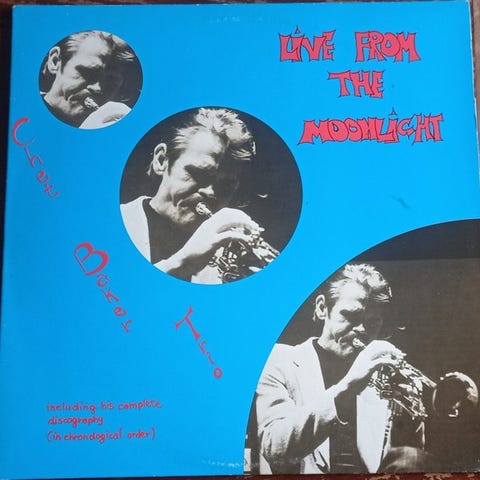 LIVE FROM
THE
MOONLIGHT
CHET
BAKER
TRIO
including his complete
discography
(in chronological order)